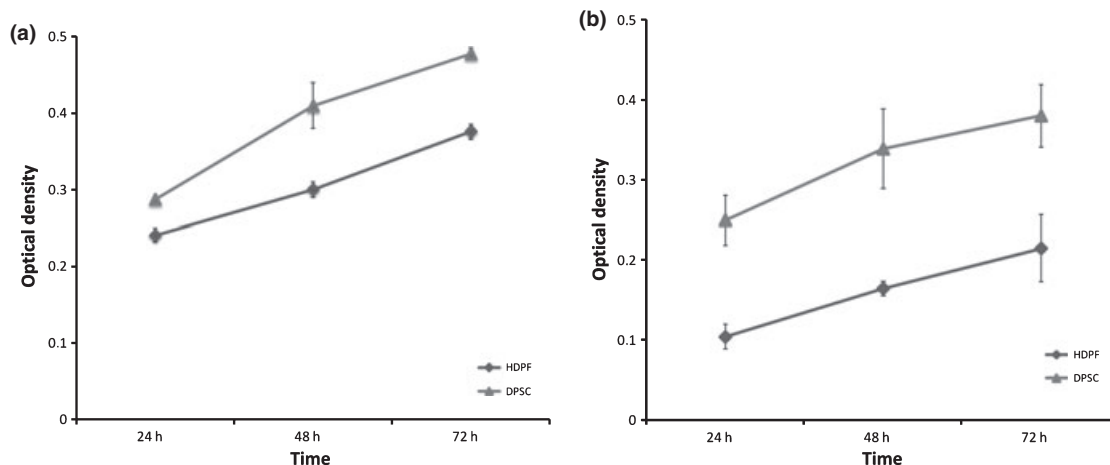 (a)
0.5
0.4
0.3
0.2
0.1
0
Optical density
24 h
48 h
72 h
Time
HDPF
DPSC
(b)
0.5
0.4
0.3
0.2
0.1
0
Optical density
24 h
48 h
72 h
Time
HDPF
DPSC